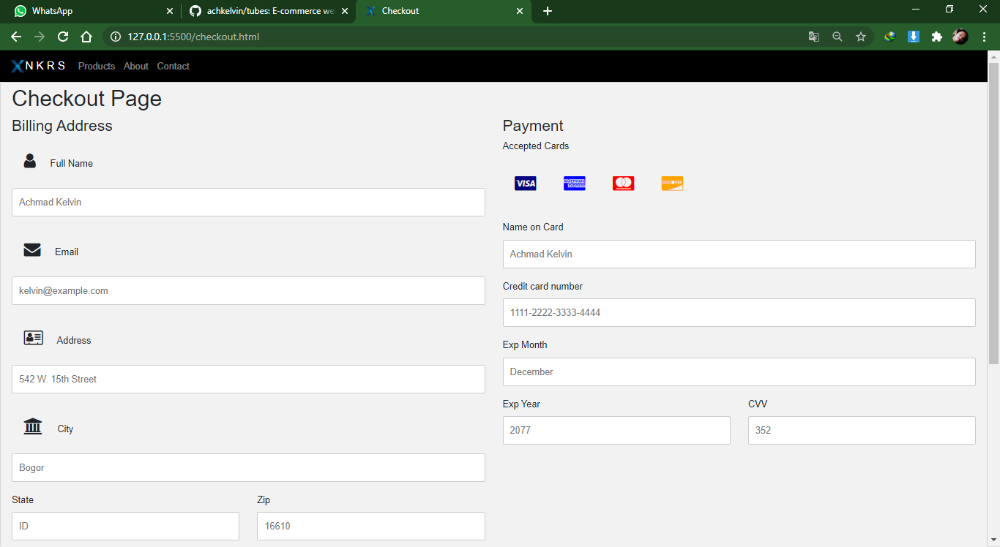 WhatsApp
achkelvin/tubes: E-commerce we
Checkout
127.0.0.1:5500/checkout.html
XNKRS Products About Contact
Checkout Page
Billing Address
Full Name
Achmad Kelvin
Email
kelvin@example.com
Address
542 W. 15th Street
City
Bogor
State
Zip
ID
16610
Payment
Accepted Cards
VISA
AMERICAN EXPRESS
DISCOVER
Name on Card
Achmad Kelvin
Credit card number
1111-2222-3333-4444
Exp Month
December
Exp Year
CVV
2077
352